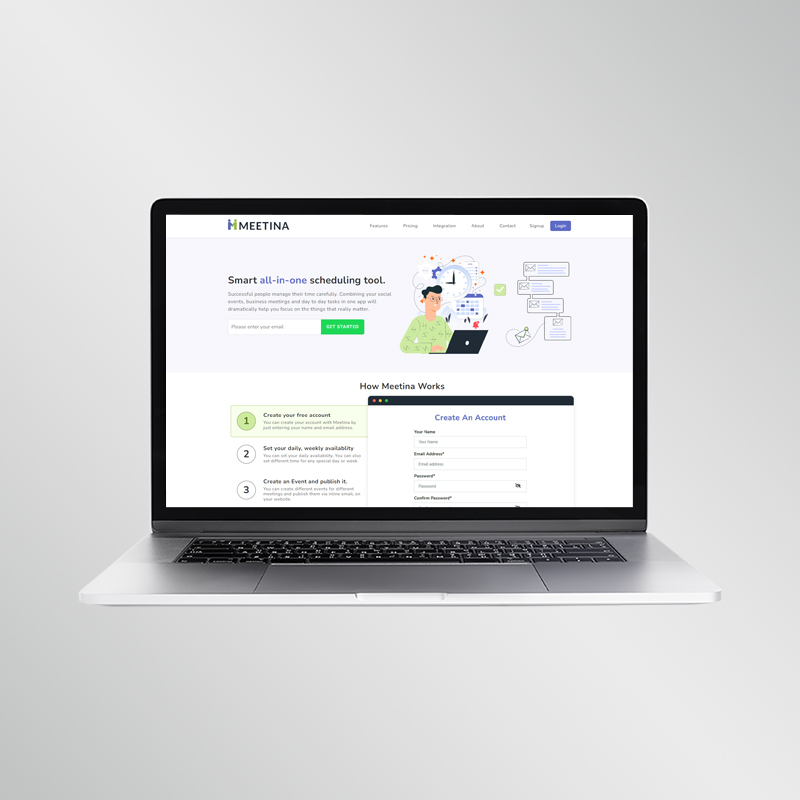 MEETINA
Features Pricing Integration About Contact Signup Login
Smart all-in-one scheduling tool.
Successful people manage their time carefully. Combining your social
events, business meetings and day to day tasks in one app will
dramatically help you focus on the things that really matter.
Please enter your email GET STARTED
How Meetina Works
1
Create your free account
You can create your account with Meetina by
just entering your name and email address.
2
Set your daily, weekly availablity
You can set your daily availability. You can also
set different time for any special day or week.
3
Create an Event and publish it.
You can create different events for different
meetings and publish them via inline email, on
your website.
Create An Account
Your Name
Your Name
Email Address*
Email address
Password*
Password
Confirm Password*